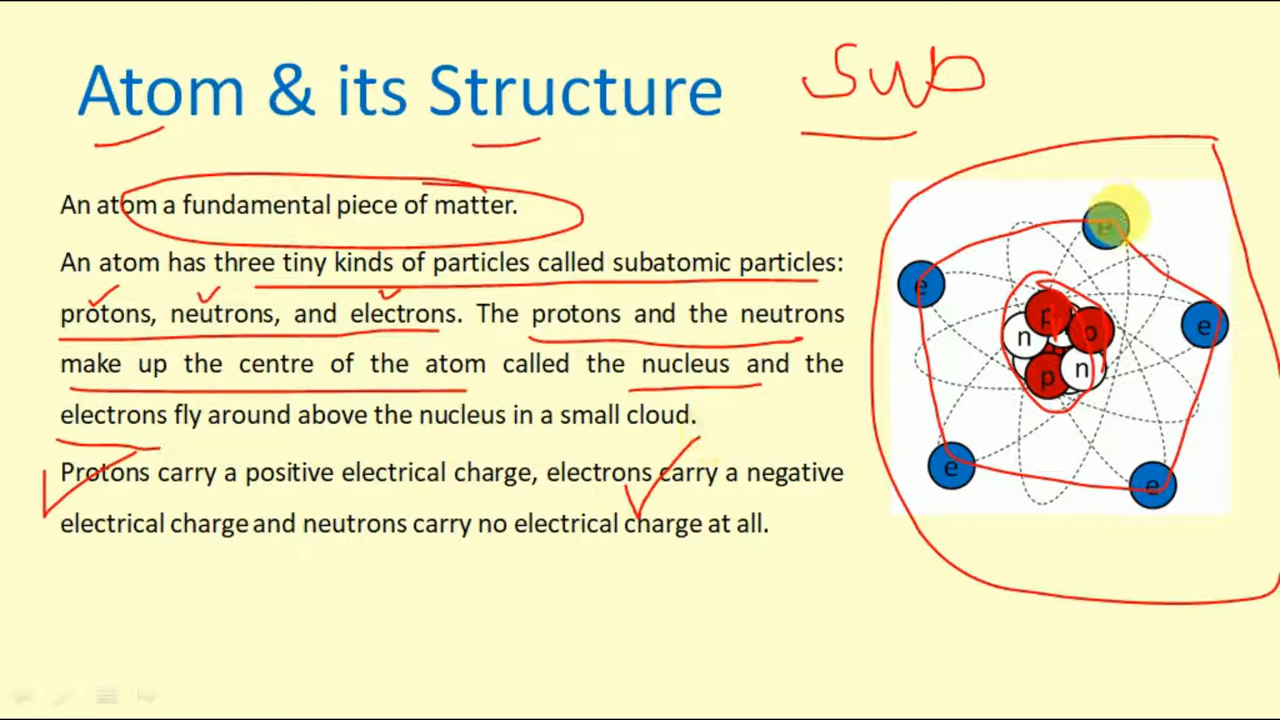 Atom & its Structure
Sub
An atom a fundamental piece of matter.
An atom has three tiny kinds of particles called subatomic particles:
protons, neutrons, and electrons. The protons and the neutrons
make up the centre of the atom called the nucleus and the
electrons fly around above the nucleus in a small cloud.
Protons carry a positive electrical charge, electrons carry a negative
electrical charge and neutrons carry no electrical charge at all.
e
e
e
p
p
n
n
p
e
e